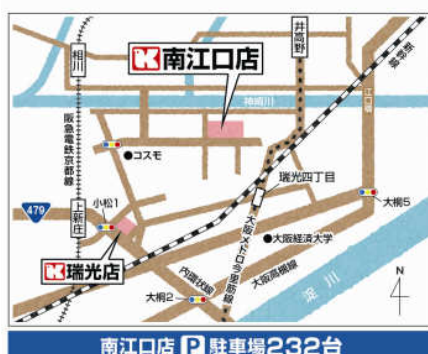 井高野
新幹線
相川
K 南江口店
神崎川
江口橋
阪急電鉄京都線
コスモ
瑞光四丁目
479
上新庄
小松1
大桐5
大阪メトロ今里筋線
大阪経済大学
K 瑞光店
内環状線
大阪高槻線
淀川
大桐2
N
南江口店 P 駐車場232台